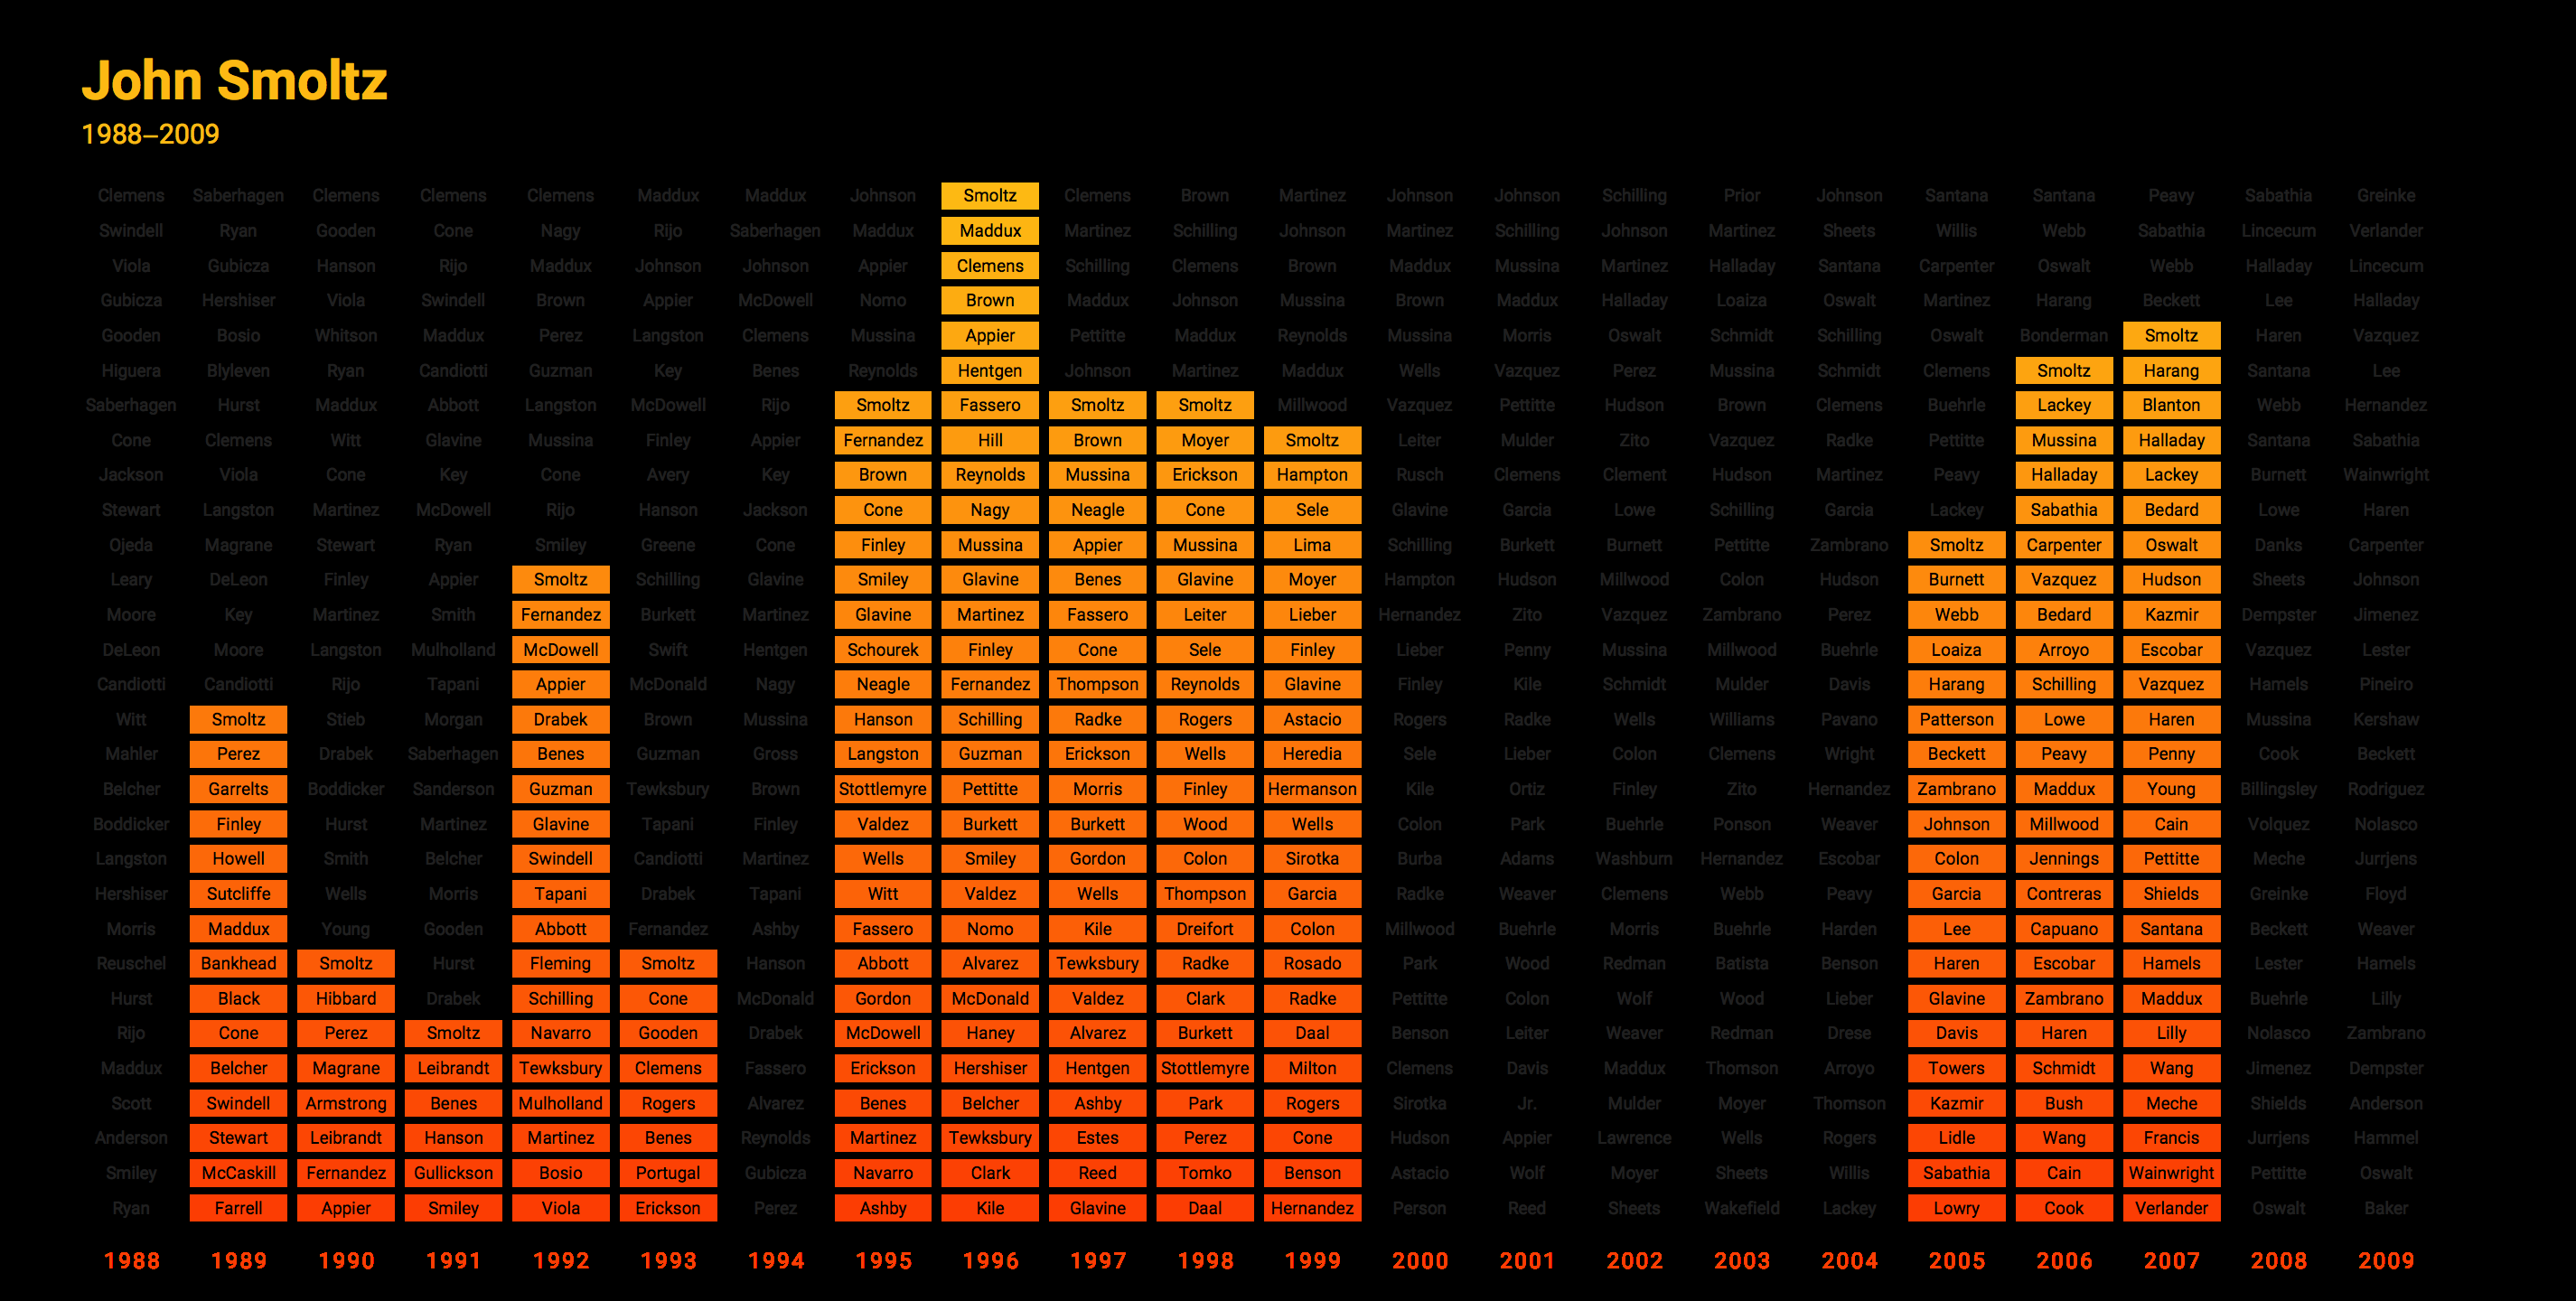 John Smoltz
1988–2009
Clemens Saberhagen Clemens Clemens Clemens Maddux Maddux Johnson Smoltz Clemens Brown Martinez Johnson Johnson Schilling Prior Johnson Santana Santana Peavy Sabathia Greinke
Swindell Ryan Gooden Cone Nagy Rijo Saberhagen Maddux Maddux Martinez Schilling Johnson Martinez Schilling Johnson Martinez Sheets Willis Webb Sabathia Lincecum Verlander
Viola Gubicza Hanson Rijo Maddux Johnson Johnson Appier Clemens Schilling Clemens Brown Maddux Mussina Martinez Halladay Santana Carpenter Oswalt Webb Halladay Lincecum
Gubicza Hershiser Viola Swindell Brown Appier McDowell Nomo Brown Maddux Johnson Mussina Brown Maddux Halladay Loaiza Oswalt Martinez Harang Beckett Lee Halladay
Gooden Bosio Whitson Maddux Perez Langston Clemens Mussina Appier Pettitte Maddux Reynolds Mussina Morris Oswalt Schmidt Schilling Oswalt Bonderman Smoltz Haren Vazquez
Higuera Blyleven Ryan Candiotti Guzman Key Benes Reynolds Hentgen Johnson Martinez Maddux Wells Vazquez Perez Mussina Schmidt Clemens Smoltz Harang Santana Lee
Saberhagen Hurst Maddux Abbott Langston McDowell Rijo Smoltz Fassero Smoltz Smoltz Millwood Vazquez Pettitte Hudson Brown Clemens Buehrle Lackey Blanton Webb Hernandez
Cone Clemens Witt Glavine Mussina Finley Appier Fernandez Hill Brown Moyer Smoltz Leiter Mulder Zito Vazquez Radke Pettitte Mussina Halladay Santana Sabathia
Jackson Viola Cone Key Cone Avery Key Brown Reynolds Mussina Erickson Hampton Rusch Clemens Clement Hudson Martinez Peavy Halladay Lackey Burnett Wainwright
Stewart Langston Martinez McDowell Rijo Hanson Jackson Cone Nagy Neagle Cone Sele Glavine Garcia Lowe Schilling Garcia Lackey Sabathia Bedard Lowe Haren
Ojeda Magrane Stewart Ryan Smiley Greene Cone Finley Mussina Appier Mussina Lima Schilling Burkett Burnett Pettitte Zambrano Smoltz Carpenter Oswalt Danks Carpenter
Leary DeLeon Finley Appier Smoltz Schilling Glavine Smiley Glavine Benes Glavine Moyer Hampton Hudson Millwood Colon Hudson Burnett Vazquez Hudson Sheets Johnson
Moore Key Martinez Smith Fernandez Burkett Martinez Glavine Martinez Fassero Leiter Lieber Hernandez Zito Vazquez Zambrano Perez Webb Bedard Kazmir Dempster Jimenez
DeLeon Moore Langston Mulholland McDowell Swift Hentgen Schourek Finley Cone Sele Finley Lieber Penny Mussina Millwood Buehrle Loaiza Arroyo Escobar Vazquez Lester
Candiotti Candiotti Rijo Tapani Appier McDonald Nagy Neagle Fernandez Thompson Reynolds Glavine Finley Kile Schmidt Mulder Davis Harang Schilling Vazquez Hamels Pineiro
Witt Smoltz Stieb Morgan Drabek Brown Mussina Hanson Schilling Radke Rogers Astacio Rogers Radke Wells Williams Pavano Patterson Lowe Haren Mussina Kershaw
Mahler Perez Drabek Saberhagen Benes Guzman Gross Langston Guzman Erickson Wells Heredia Sele Lieber Colon Clemens Wright Beckett Peavy Penny Cook Beckett
Belcher Garrelts Boddicker Sanderson Guzman Tewksbury Brown Stottlemyre Pettitte Morris Finley Hermanson Kile Ortiz Finley Zito Hernandez Zambrano Maddux Young Billingsley Rodriguez
Boddicker Finley Hurst Martinez Glavine Tapani Finley Valdez Burkett Burkett Wood Wells Colon Park Buehrle Ponson Weaver Johnson Millwood Cain Volquez Nolasco
Langston Howell Smith Belcher Swindell Candiotti Martinez Wells Smiley Gordon Colon Sirotka Burba Adams Washburn Hernandez Escobar Colon Jennings Pettitte Meche Jurrjens
Hershiser Sutcliffe Wells Morris Tapani Drabek Tapani Witt Valdez Wells Thompson Garcia Radke Weaver Clemens Webb Peavy Garcia Contreras Shields Greinke Floyd
Morris Maddux Young Gooden Abbott Fernandez Ashby Fassero Nomo Kile Dreifort Colon Millwood Buehrle Morris Buehrle Harden Lee Capuano Santana Beckett Weaver
Reuschel Bankhead Smoltz Hurst Fleming Smoltz Hanson Abbott Alvarez Tewksbury Radke Rosado Park Wood Redman Batista Benson Haren Escobar Hamels Lester Hamels
Hurst Black Hibbard Drabek Schilling Cone McDonald Gordon McDonald Valdez Clark Radke Pettitte Colon Wolf Wood Lieber Glavine Zambrano Maddux Buehrle Lilly
Rijo Cone Perez Smoltz Navarro Gooden Drabek McDowell Haney Alvarez Burkett Daal Benson Leiter Weaver Redman Drese Davis Haren Lilly Nolasco Zambrano
Maddux Belcher Magrane Leibrandt Tewksbury Clemens Fassero Erickson Hershiser Hentgen Stottlemyre Milton Clemens Davis Maddux Thomson Arroyo Towers Schmidt Wang Jimenez Dempster
Scott Swindell Armstrong Benes Mulholland Rogers Alvarez Benes Belcher Ashby Park Rogers Sirotka Jr. Mulder Moyer Thomson Kazmir Bush Meche Shields Anderson
Anderson Stewart Leibrandt Hanson Martinez Benes Reynolds Martinez Tewksbury Estes Perez Cone Hudson Appier Lawrence Wells Rogers Lidle Wang Francis Jurrjens Hammel
Smiley McCaskill Fernandez Gullickson Bosio Portugal Gubicza Navarro Clark Reed Tomko Benson Astacio Wolf Moyer Sheets Willis Sabathia Cain Wainwright Pettitte Oswalt
Ryan Farrell Appier Smiley Viola Erickson Perez Ashby Kile Glavine Daal Hernandez Person Reed Sheets Wakefield Lackey Lowry Cook Verlander Oswalt Baker
1988 1989 1990 1991 1992 1993 1994 1995 1996 1997 1998 1999 2000 2001 2002 2003 2004 2005 2006 2007 2008 2009